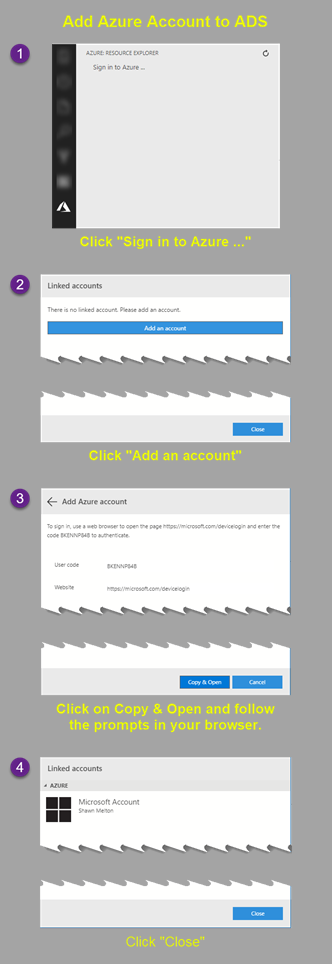 Add Azure Account to ADS
1
AZURE: RESOURCE EXPLORER
Sign in to Azure ...
Click "Sign in to Azure ..."
2
Linked accounts
There is no linked account. Please add an account.
Add an account
Close
Click "Add an account"
3
Add Azure account
To sign in, use a web browser to open the page https://microsoft.com/devicelogin and enter the
code BKENNP84B to authenticate.
User code BKENNP84B
Website https://microsoft.com/devicelogin
Copy & Open Cancel
Click on Copy & Open and follow
the prompts in your browser.
4
Linked accounts
AZURE
Microsoft Account
Shawn Melton
Close
Click "Close"